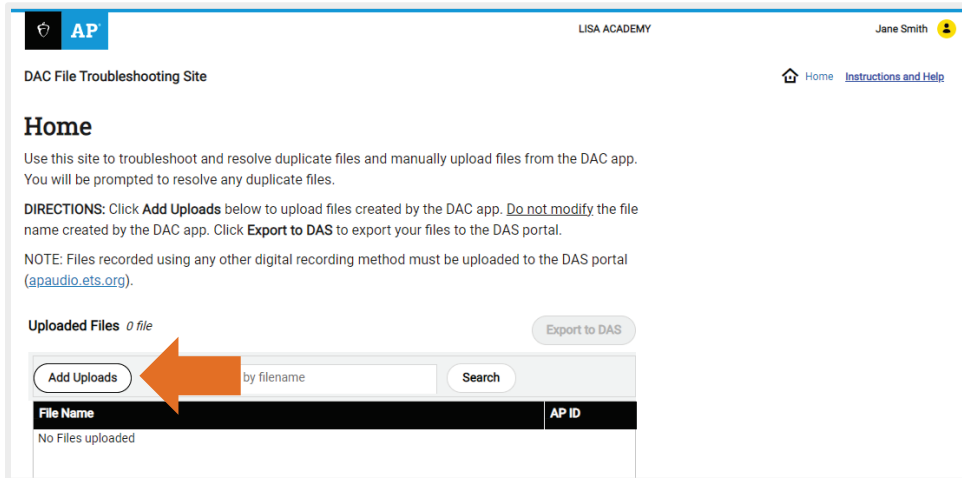 AP
LISA ACADEMY
Jane Smith
DAC File Troubleshooting Site
Home
Instructions and Help
Home
Use this site to troubleshoot and resolve duplicate files and manually upload files from the DAC app.
You will be prompted to resolve any duplicate files.
DIRECTIONS: Click Add Uploads below to upload files created by the DAC app. Do not modify the file
name created by the DAC app. Click Export to DAS to export your files to the DAS portal.
NOTE: Files recorded using any other digital recording method must be uploaded to the DAS portal
(apaudio.ets.org).
Uploaded Files 0 file
Export to DAS
Add Uploads
by filename
Search
File Name
AP ID
No Files uploaded